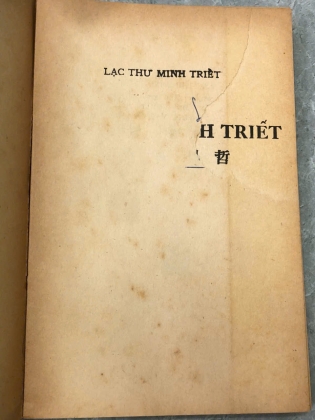 LẠC THƯ MINH TRIẾT
H TRIẾT
哲